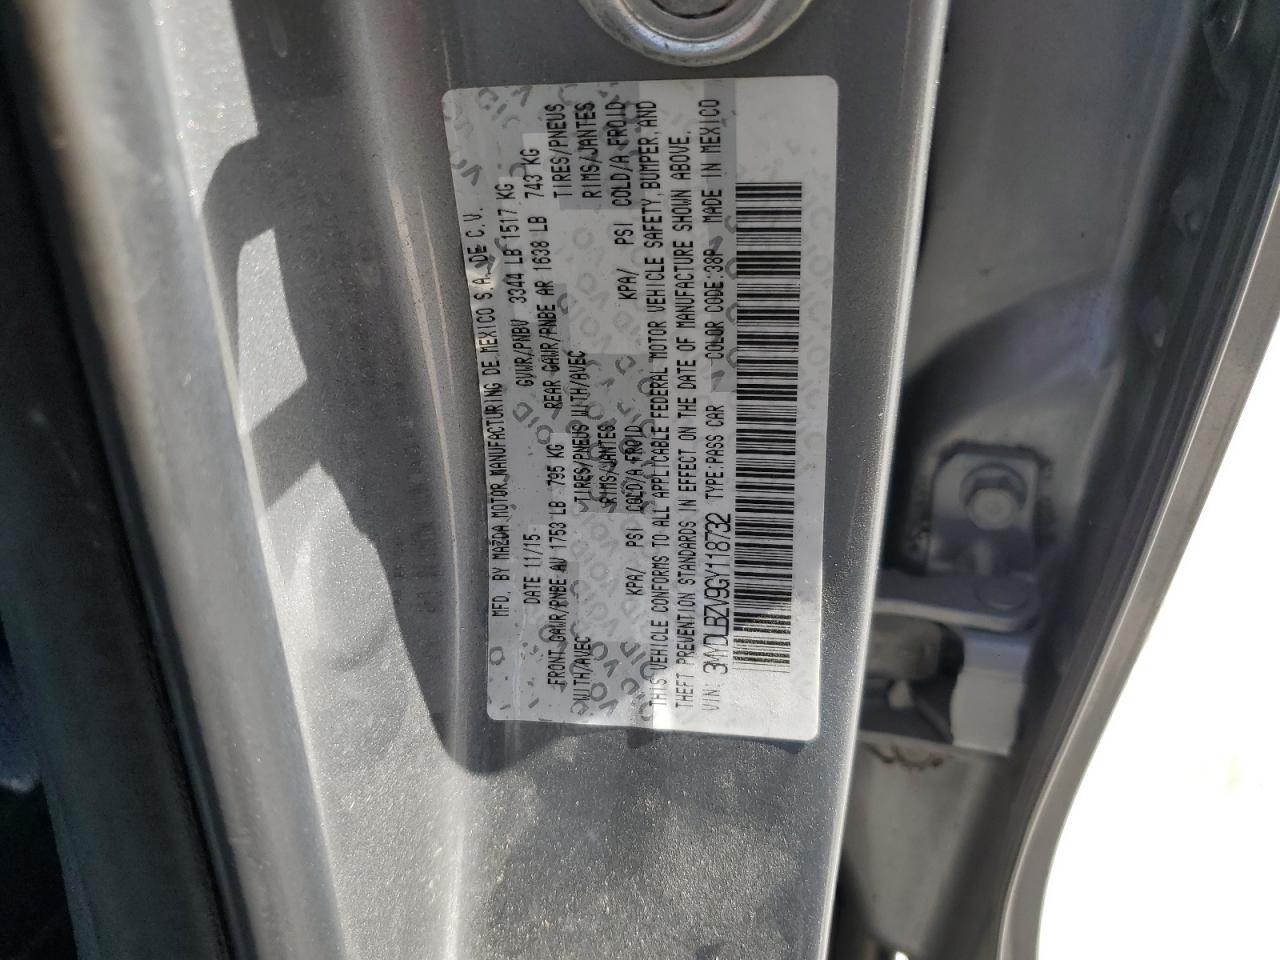 MFD. BY MAZDA MOTOR MANUFACTURING DE MEXICO S.A. DE C.V.
DATE 11/15 GVWR/PNBV 3344 LB 1517 KG
FRONT GAWR/PNBE AV 1753 LB 795 KG REAR GAWR/PNBE AR 1638 LB 743 KG
WITH/AVEC TIRES/PNEUS WITH/AVEC TIRES/PNEUS
RIMS/JANTES RIMS/JANTES
KPA/ PSI COLD/A FROID KPA/ PSI COLD/A FROID
THIS VEHICLE CONFORMS TO ALL APPLICABLE FEDERAL MOTOR VEHICLE SAFETY, BUMPER, AND
THEFT PREVENTION STANDARDS IN EFFECT ON THE DATE OF MANUFACTURE SHOWN ABOVE.
VIN: 3MYDLBZV9GY118732 TYPE:PASS CAR COLOR CODE:38P MADE IN MEXICO